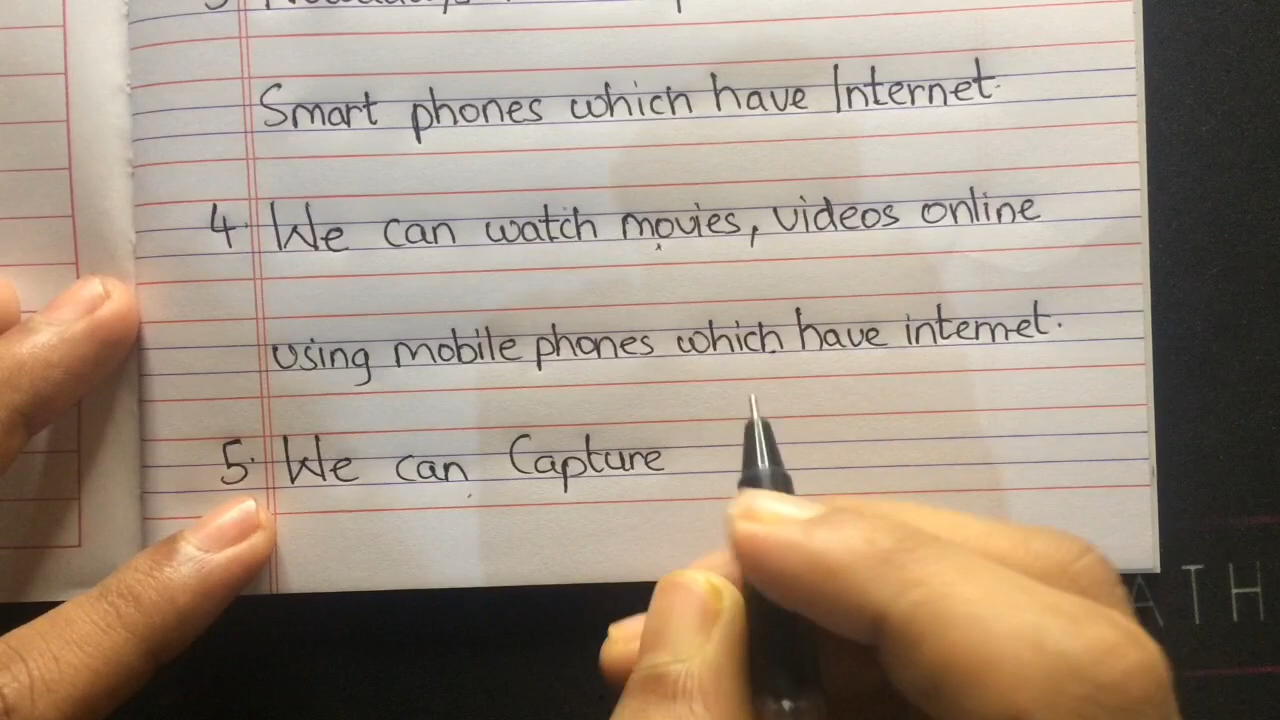 Smart phones which have Internet.
4. We can watch movies, videos online
using mobile phones which have internet.
5. We can Capture
ATH